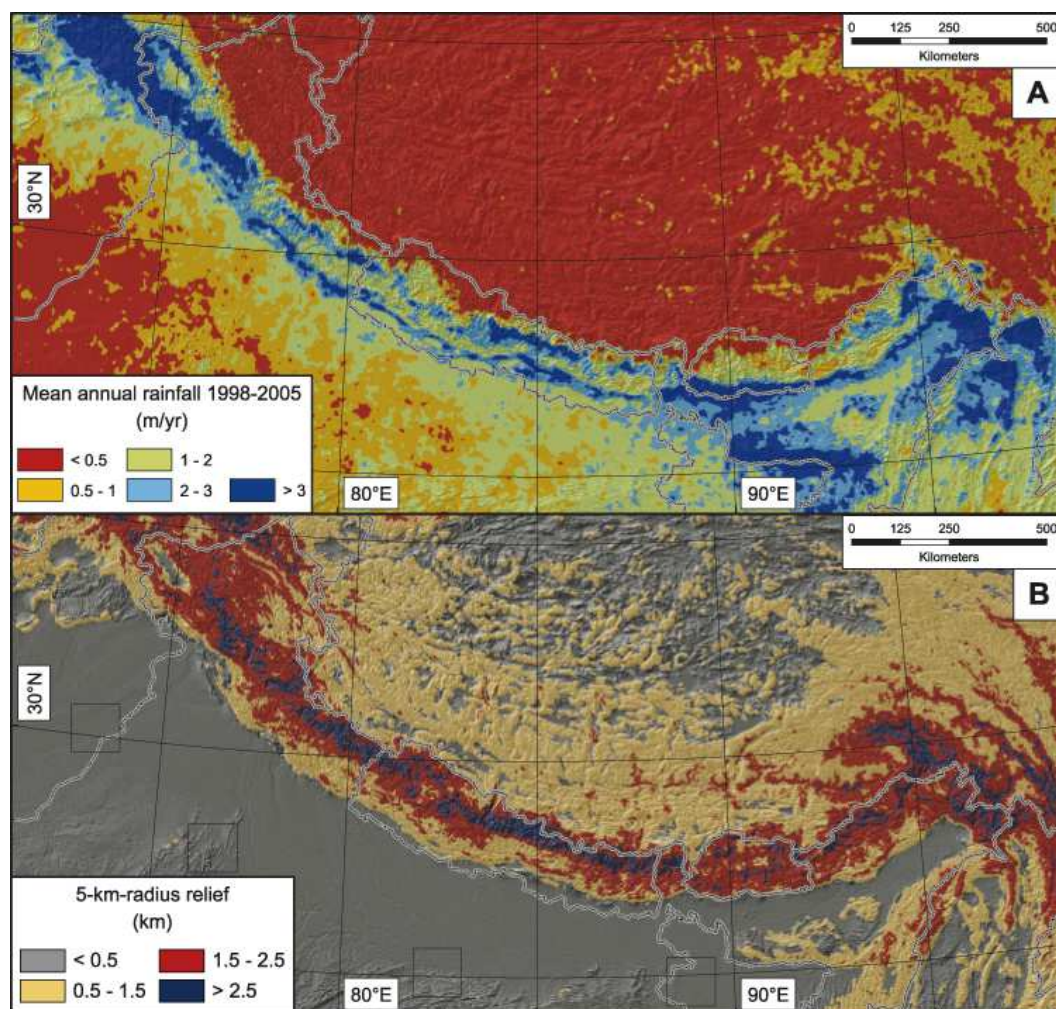 0 125 250 500
Kilometers
A
30°N
Mean annual rainfall 1998-2005
(m/yr)
< 0.5 1 - 2
0.5 - 1 2 - 3 > 3
80°E 90°E
0 125 250 500
Kilometers
B
30°N
5-km-radius relief
(km)
< 0.5 1.5 - 2.5
0.5 - 1.5 > 2.5
80°E 90°E